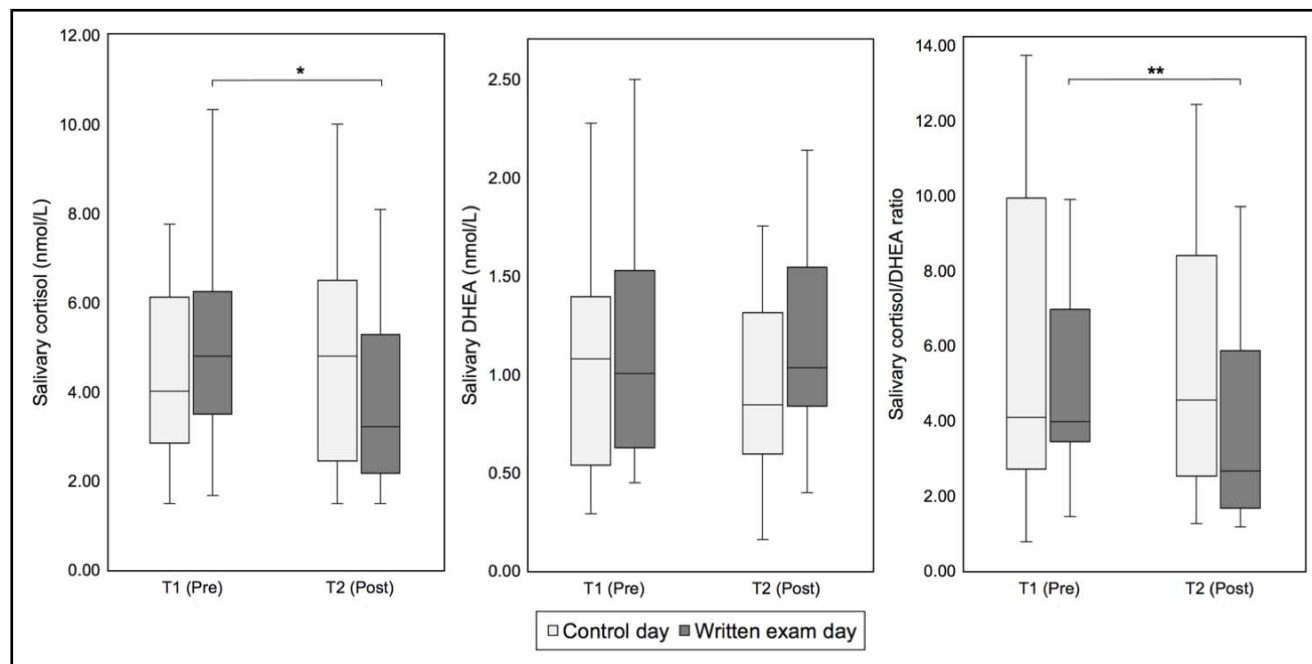 Salivary cortisol (nmol/L)
12.00
10.00
8.00
6.00
4.00
2.00
0.00
*
T1 (Pre)
T2 (Post)
Salivary DHEA (nmol/L)
2.50
2.00
1.50
1.00
0.50
0.00
T1 (Pre)
T2 (Post)
Salivary cortisol/DHEA ratio
14.00
12.00
10.00
8.00
6.00
4.00
2.00
0.00
**
T1 (Pre)
T2 (Post)
Control day
Written exam day